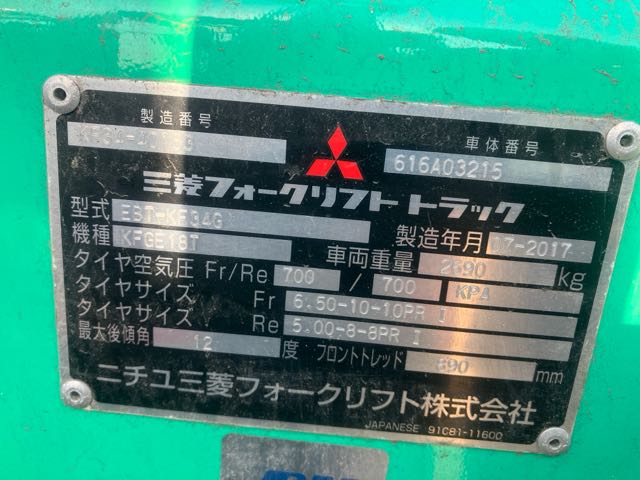 製造番号
車体番号
616A03215
三菱フォークリフト トラック
型式 EBT-KF34G
製造年月 07-2017
機種 KFGE18T
車両重量 2690 kg
タイヤ空気圧 Fr/Re 700 / 700 KPA
タイヤサイズ Fr 6.50-10-10PR I
タイヤサイズ Re 5.00-8-8PR I
最大後傾角 12 度 フロントトレッド 890 mm
ニチユ三菱フォークリフト株式会社
JAPANESE 91C81-11600